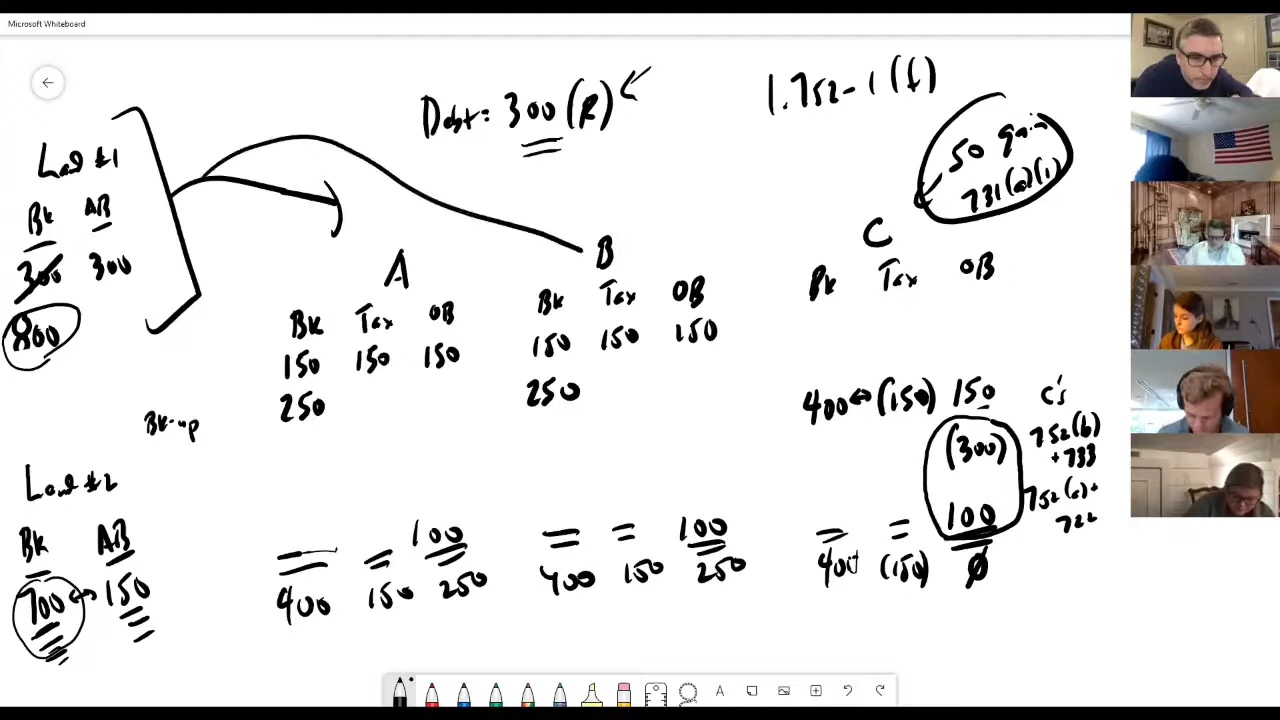 Microsoft Whiteboard
Debt: 300 (R)
1.752-1(f)
50 gain
731(a)(1)
Land #1
Bk AB
300 300
800
A
Bk Tax OB
150 150 150
250
B
Bk Tax OB
150 150 150
250
C
Bk Tax OB
400 (150) 150
(300)
100
C's
752(b)
+733
752(a)+
722
Bk-up
Land #2
Bk AB
700 150
100
400 150 250
100
400 150 250
400 (150) 0
A